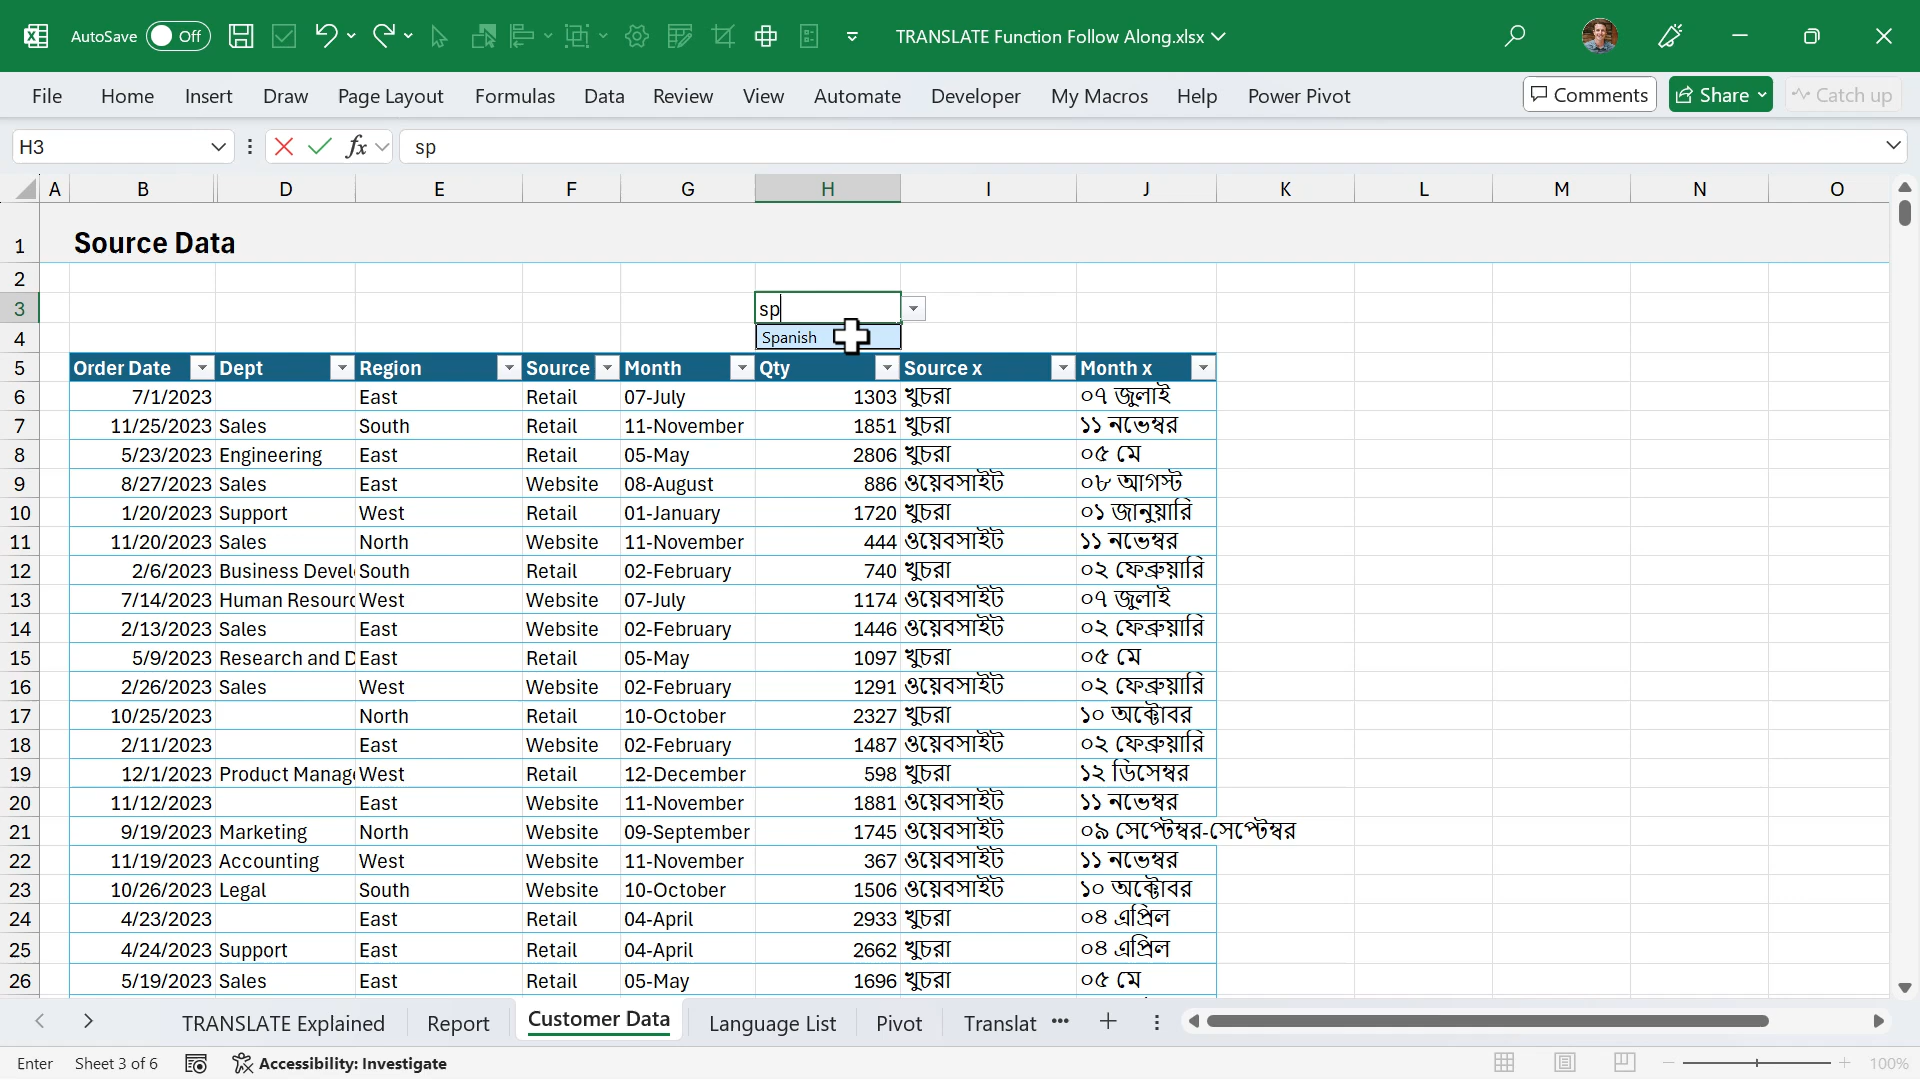 AutoSave Off TRANSLATE Function Follow Along.xlsx
File Home Insert Draw Page Layout Formulas Data Review View Automate Developer My Macros Help Power Pivot Comments Share Catch up
H3 fx sp
A B D E F G H I J K L M N O
1 Source Data
2
3 sp
4 Spanish
5 Order Date Dept Region Source Month Qty Source x Month x
6 7/1/2023 East Retail 07-July 1303 খুচরা ০৭ জুলাই
7 11/25/2023 Sales South Retail 11-November 1851 খুচরা ১১ নভেম্বর
8 5/23/2023 Engineering East Retail 05-May 2806 খুচরা ০৫ মে
9 8/27/2023 Sales East Website 08-August 886 ওয়েবসাইট ০৮ আগস্ট
10 1/20/2023 Support West Retail 01-January 1720 খুচরা ০১ জানুয়ারি
11 11/20/2023 Sales North Website 11-November 444 ওয়েবসাইট ১১ নভেম্বর
12 2/6/2023 Business Devel South Retail 02-February 740 খুচরা ০২ ফেব্রুয়ারি
13 7/14/2023 Human Resourc West Website 07-July 1174 ওয়েবসাইট ০৭ জুলাই
14 2/13/2023 Sales East Website 02-February 1446 ওয়েবসাইট ০২ ফেব্রুয়ারি
15 5/9/2023 Research and D East Retail 05-May 1097 খুচরা ০৫ মে
16 2/26/2023 Sales West Website 02-February 1291 ওয়েবসাইট ০২ ফেব্রুয়ারি
17 10/25/2023 North Retail 10-October 2327 খুচরা ১০ অক্টোবর
18 2/11/2023 East Website 02-February 1487 ওয়েবসাইট ০২ ফেব্রুয়ারি
19 12/1/2023 Product Manag West Retail 12-December 598 খুচরা ১২ ডিসেম্বর
20 11/12/2023 East Website 11-November 1881 ওয়েবসাইট ১১ নভেম্বর
21 9/19/2023 Marketing North Website 09-September 1745 ওয়েবসাইট ০৯ সেপ্টেম্বর-সেপ্টেম্বর
22 11/19/2023 Accounting West Website 11-November 367 ওয়েবসাইট ১১ নভেম্বর
23 10/26/2023 Legal South Website 10-October 1506 ওয়েবসাইট ১০ অক্টোবর
24 4/23/2023 East Retail 04-April 2933 খুচরা ০৪ এপ্রিল
25 4/24/2023 Support East Retail 04-April 2662 খুচরা ০৪ এপ্রিল
26 5/19/2023 Sales East Retail 05-May 1696 খুচরা ০৫ মে
TRANSLATE Explained Report Customer Data Language List Pivot Translat
Enter Sheet 3 of 6 Accessibility: Investigate 100%